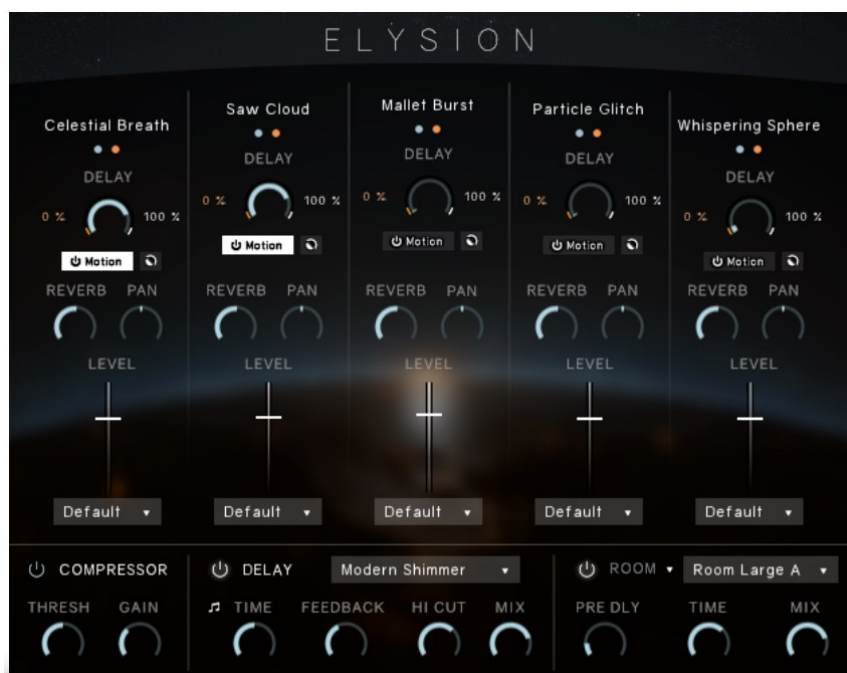 ELYSION
Celestial Breath
Saw Cloud
Mallet Burst
Particle Glitch
Whispering Sphere
DELAY
DELAY
DELAY
DELAY
DELAY
0 % 100 %
0 % 100 %
0 % 100 %
0 % 100 %
0 % 100 %
Motion
Motion
Motion
Motion
Motion
REVERB PAN
REVERB PAN
REVERB PAN
REVERB PAN
REVERB PAN
LEVEL
LEVEL
LEVEL
LEVEL
LEVEL
Default
Default
Default
Default
Default
COMPRESSOR
DELAY
Modern Shimmer
ROOM
Room Large A
THRESH GAIN
TIME FEEDBACK HI CUT MIX
PRE DLY TIME MIX